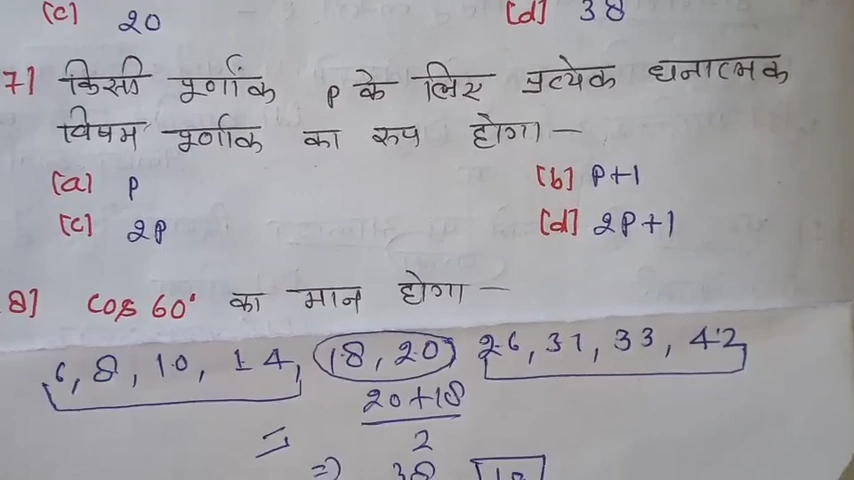 (c) 20 (d) 38
7] किसी पूर्णांक P के लिए प्रत्येक धनात्मक
विषम पूर्णांक का रूप होगा —
(a) P (b) P+1
(c) 2P (d) 2P+1
8] cos 60° का मान होगा —
6, 8, 10, 14, 18, 20, 26, 31, 33, 42
20+18
= 2
=) 38